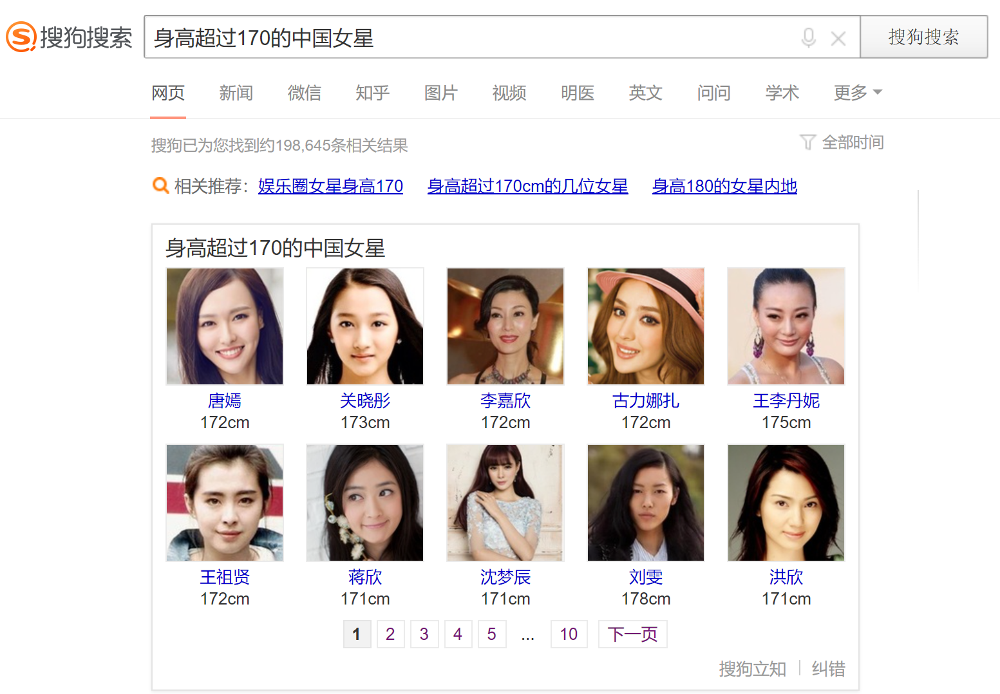 搜狗搜索 身高超过170的中国女星 搜狗搜索
网页 新闻 微信 知乎 图片 视频 明医 英文 问问 学术 更多
搜狗已为您找到约198,645条相关结果 全部时间
相关推荐： 娱乐圈女星身高170 身高超过170cm的几位女星 身高180的女星内地
身高超过170的中国女星
唐嫣 关晓彤 李嘉欣 古力娜扎 王李丹妮
172cm 173cm 172cm 172cm 175cm
王祖贤 蒋欣 沈梦辰 刘雯 洪欣
172cm 171cm 171cm 178cm 171cm
1 2 3 4 5 ... 10 下一页
搜狗立知 纠错